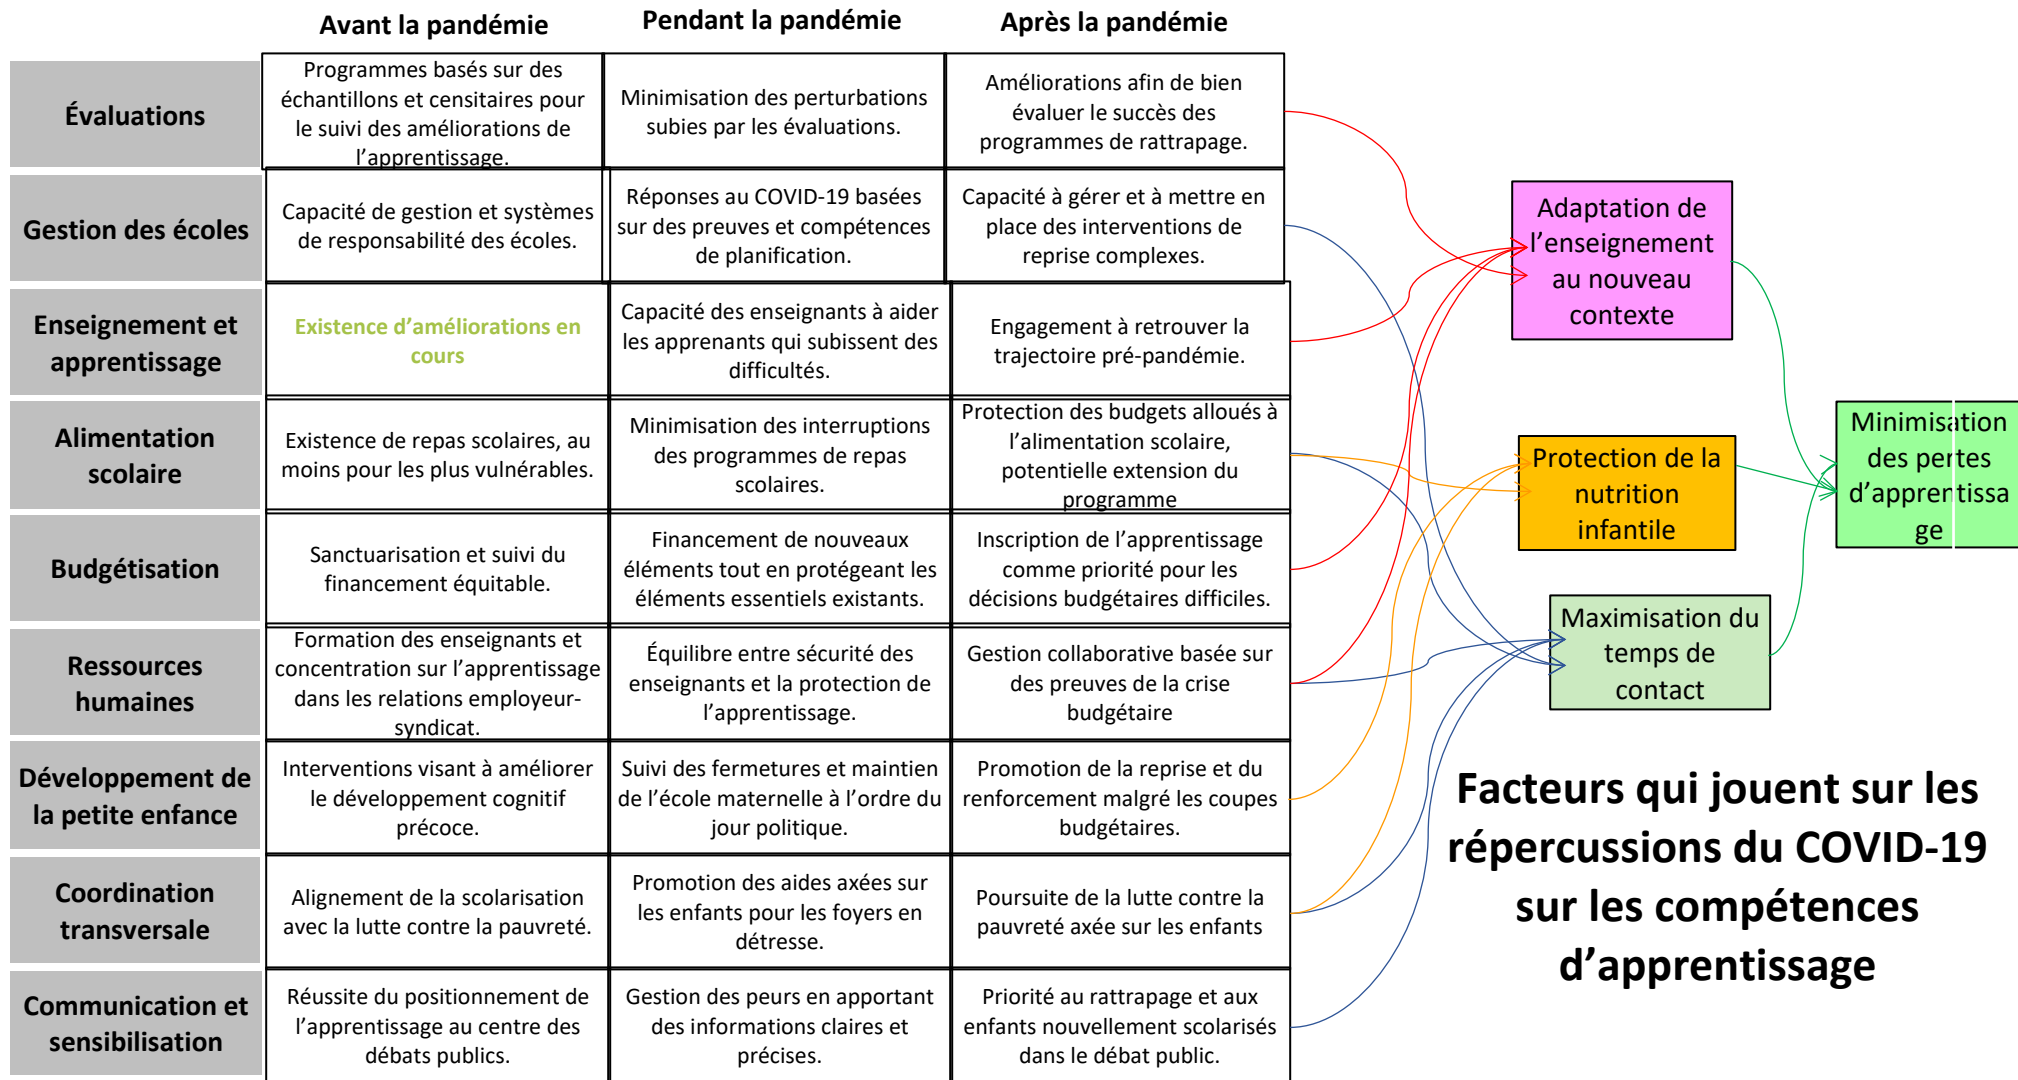 Avant la pandémie
Pendant la pandémie
Après la pandémie
Évaluations
Programmes basés sur des
échantillons et censitaires pour
le suivi des améliorations de
l’apprentissage.
Minimisation des perturbations
subies par les évaluations.
Améliorations afin de bien
évaluer le succès des
programmes de rattrapage.
Gestion des écoles
Capacité de gestion et systèmes
de responsabilité des écoles.
Réponses au COVID-19 basées
sur des preuves et compétences
de planification.
Capacité à gérer et à mettre en
place des interventions de
reprise complexes.
Enseignement et
apprentissage
Existence d’améliorations en
cours
Capacité des enseignants à aider
les apprenants qui subissent des
difficultés.
Engagement à retrouver la
trajectoire pré-pandémie.
Alimentation
scolaire
Existence de repas scolaires, au
moins pour les plus vulnérables.
Minimisation des interruptions
des programmes de repas
scolaires.
Protection des budgets alloués à
l’alimentation scolaire,
potentielle extension du
programme
Budgétisation
Sanctuarisation et suivi du
financement équitable.
Financement de nouveaux
éléments tout en protégeant les
éléments essentiels existants.
Inscription de l’apprentissage
comme priorité pour les
décisions budgétaires difficiles.
Ressources
humaines
Formation des enseignants et
concentration sur l’apprentissage
dans les relations employeur-
syndicat.
Équilibre entre sécurité des
enseignants et la protection de
l’apprentissage.
Gestion collaborative basée sur
des preuves de la crise
budgétaire
Développement de
la petite enfance
Interventions visant à améliorer
le développement cognitif
précoce.
Suivi des fermetures et maintien
de l’école maternelle à l’ordre du
jour politique.
Promotion de la reprise et du
renforcement malgré les coupes
budgétaires.
Coordination
transversale
Alignement de la scolarisation
avec la lutte contre la pauvreté.
Promotion des aides axées sur
les enfants pour les foyers en
détresse.
Poursuite de la lutte contre la
pauvreté axée sur les enfants
Communication et
sensibilisation
Réussite du positionnement de
l’apprentissage au centre des
débats publics.
Gestion des peurs en apportant
des informations claires et
précises.
Priorité au rattrapage et aux
enfants nouvellement scolarisés
dans le débat public.
Adaptation de
l’enseignement
au nouveau
contexte
Protection de la
nutrition
infantile
Maximisation du
temps de
contact
Minimisation
des pertes
d’apprentissa
ge
Facteurs qui jouent sur les
répercussions du COVID-19
sur les compétences
d’apprentissage